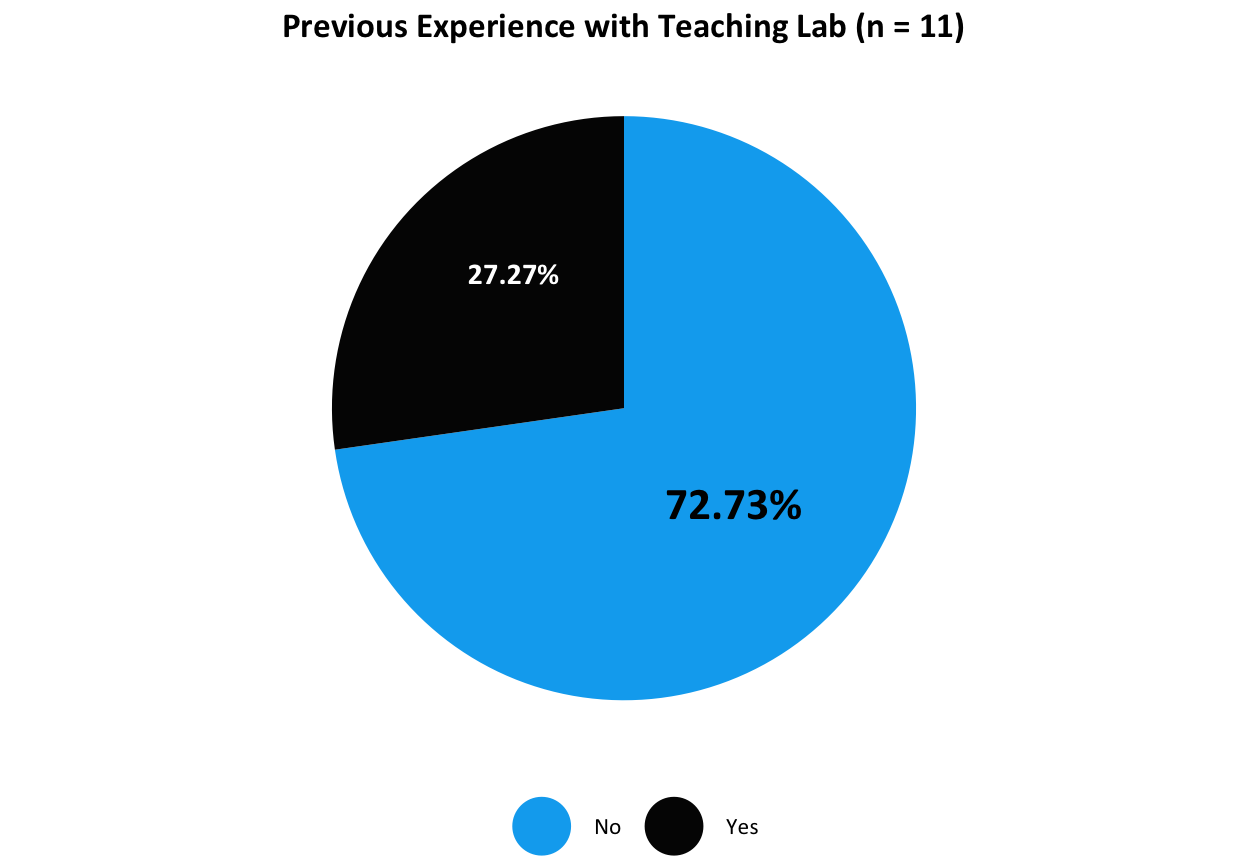 Previous Experience with Teaching Lab (n = 11)
27.27%
72.73%
No Yes